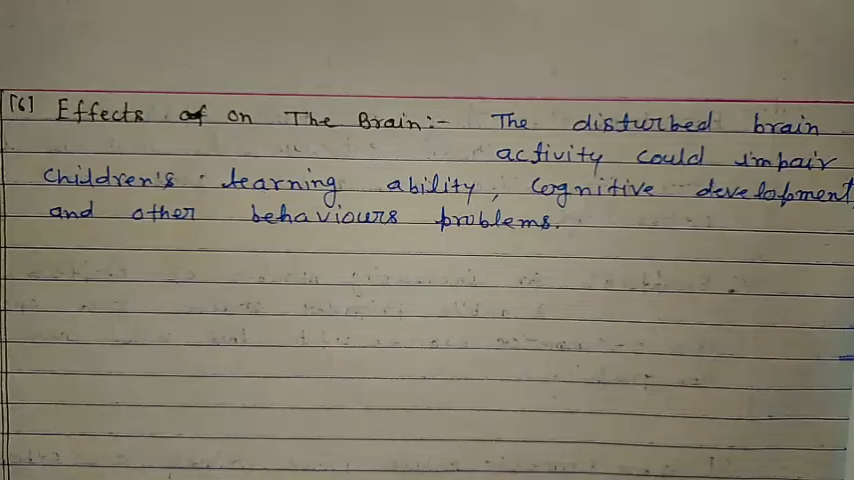 [6] Effects of on The Brain:- The disturbed brain
activity could impair
children's learning ability, Cognitive development,
and other behaviours problems.